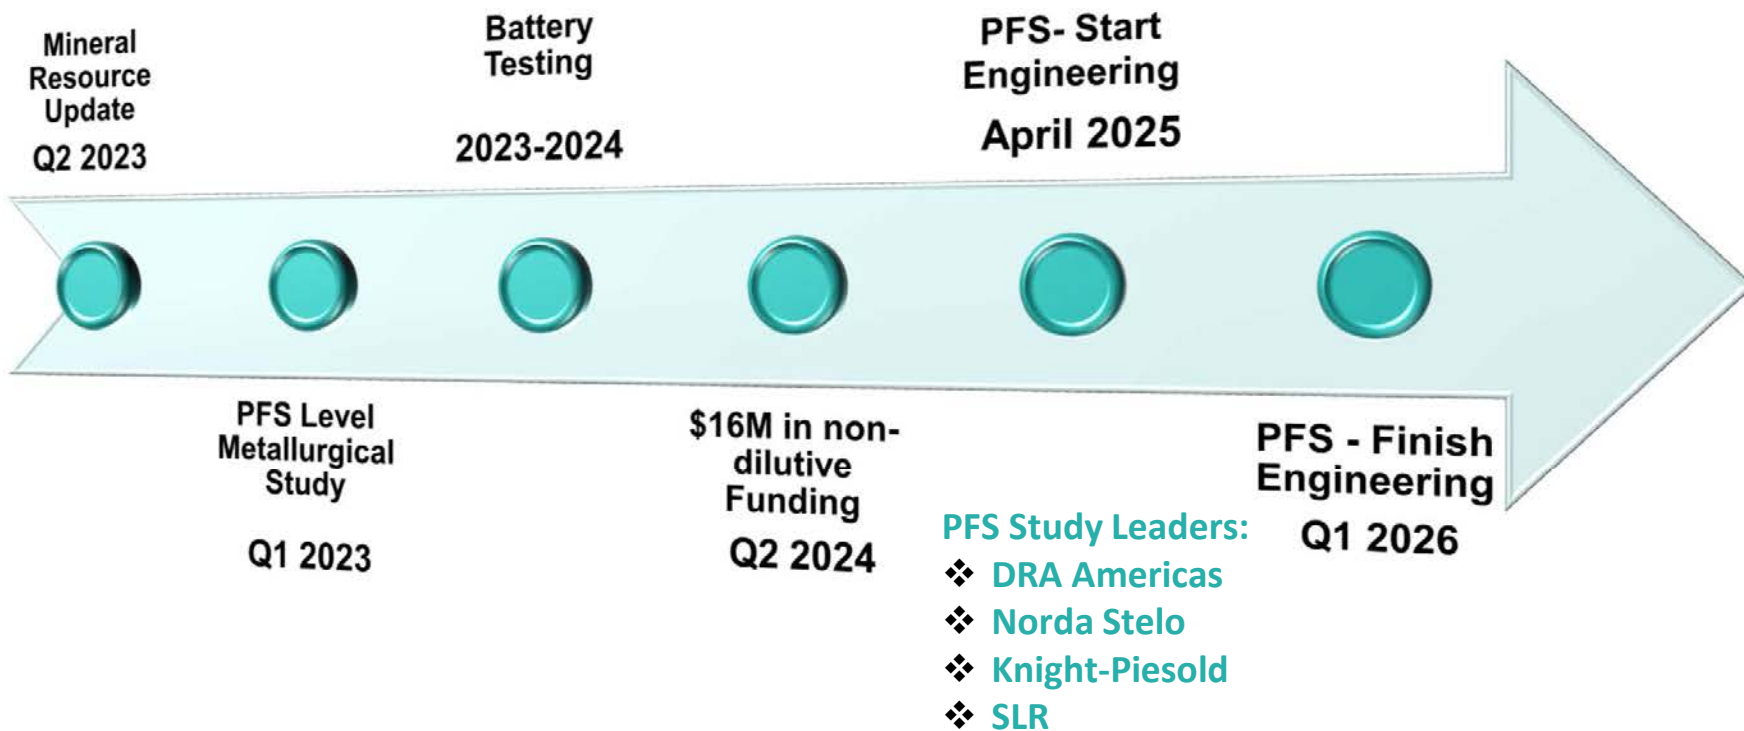 Mineral
Resource
Update
Q2 2023
Battery
Testing
2023-2024
PFS- Start
Engineering
April 2025
PFS Level
Metallurgical
Study
Q1 2023
$16M in non-
dilutive
Funding
Q2 2024
PFS - Finish
Engineering
Q1 2026
PFS Study Leaders:
❖ DRA Americas
❖ Norda Stelo
❖ Knight-Piesold
❖ SLR